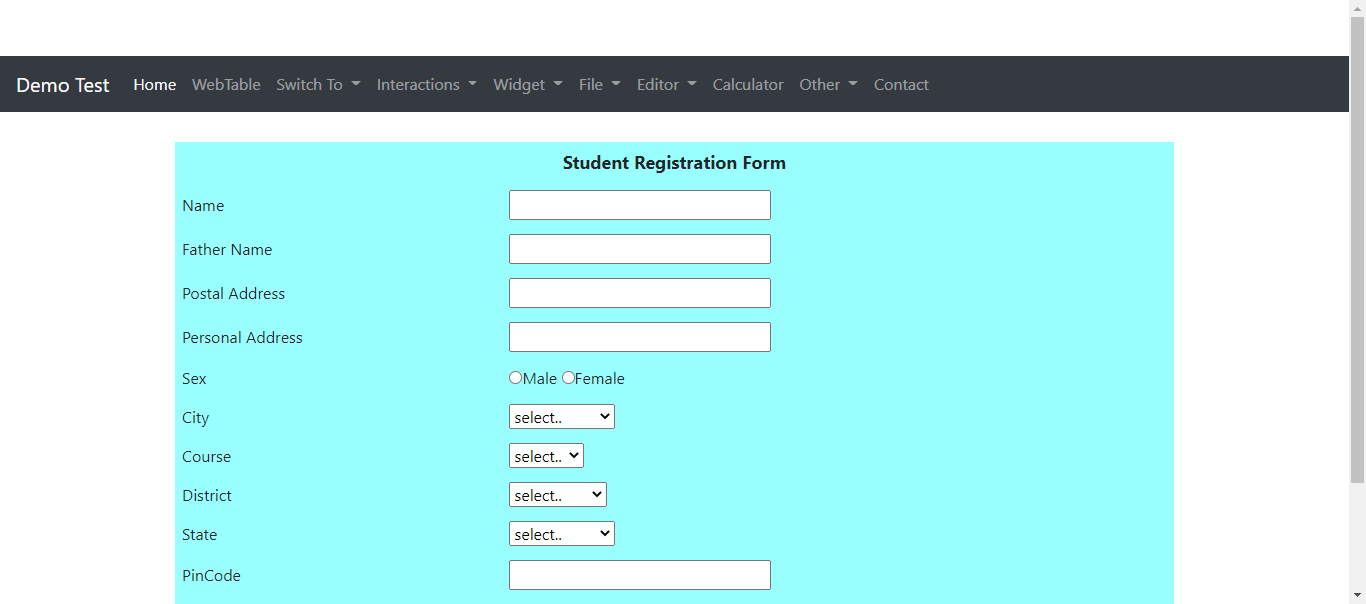 Demo Test Home WebTable Switch To Interactions Widget File Editor Calculator Other Contact
Student Registration Form
Name
Father Name
Postal Address
Personal Address
Sex Male Female
City select..
Course select..
District select..
State select..
PinCode